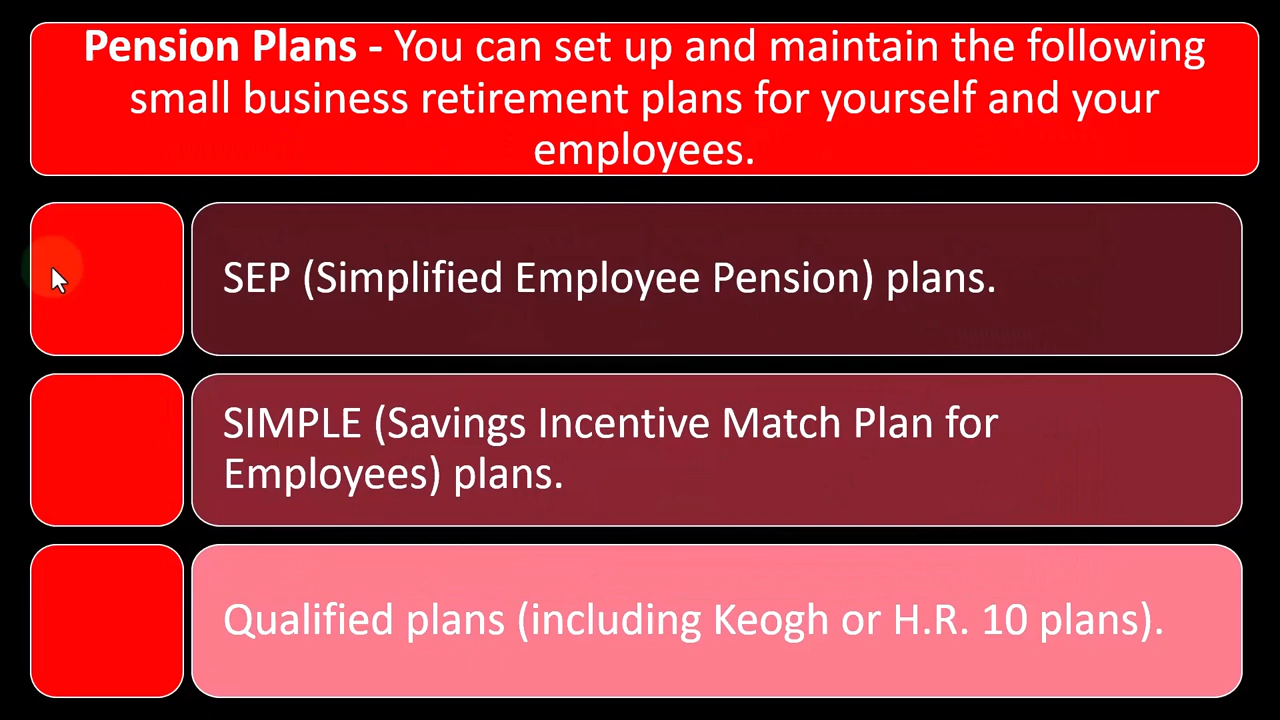 Pension Plans - You can set up and maintain the following
small business retirement plans for yourself and your
employees.
SEP (Simplified Employee Pension) plans.
SIMPLE (Savings Incentive Match Plan for
Employees) plans.
Qualified plans (including Keogh or H.R. 10 plans).